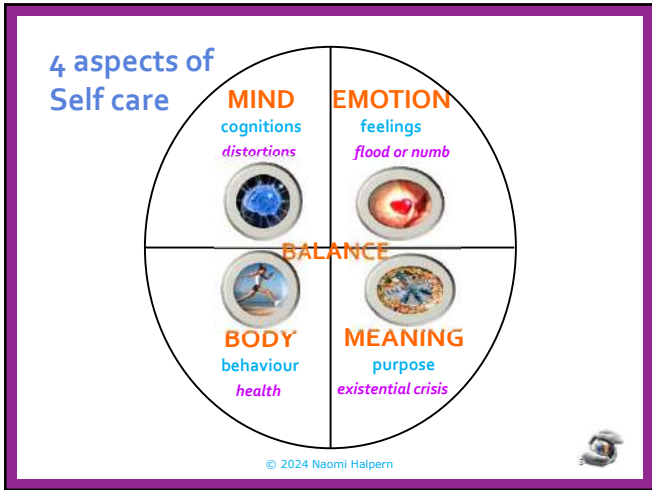 4 aspects of
Self care
MIND
cognitions
distortions
EMOTION
feelings
flood or numb
BALANCE
BODY
behaviour
health
MEANING
purpose
existential crisis
© 2024 Naomi Halpern